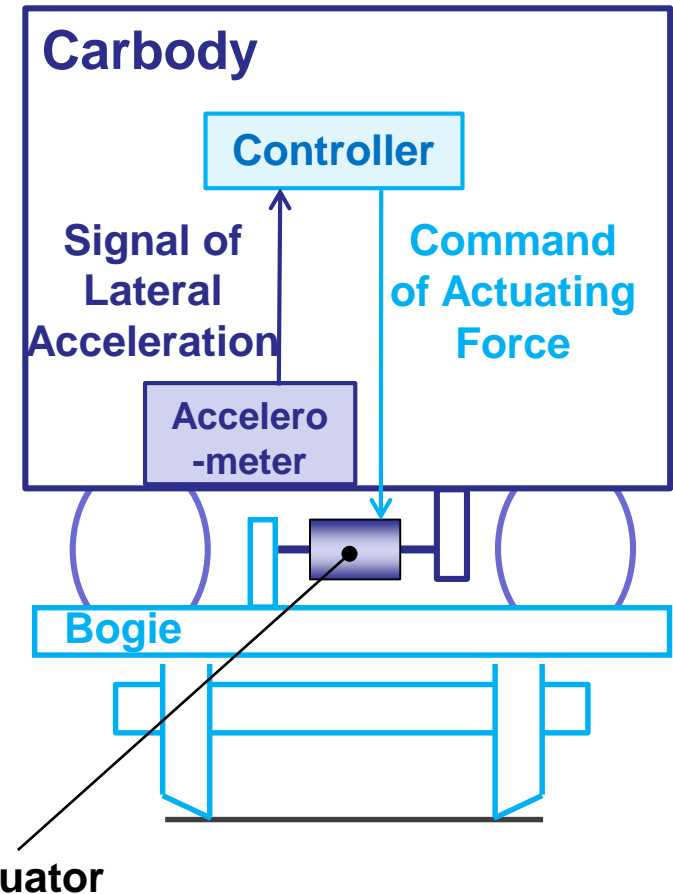 Carbody
Controller
Signal of
Lateral
Acceleration
Command
of Actuating
Force
Accelero
-meter
Bogie
uator